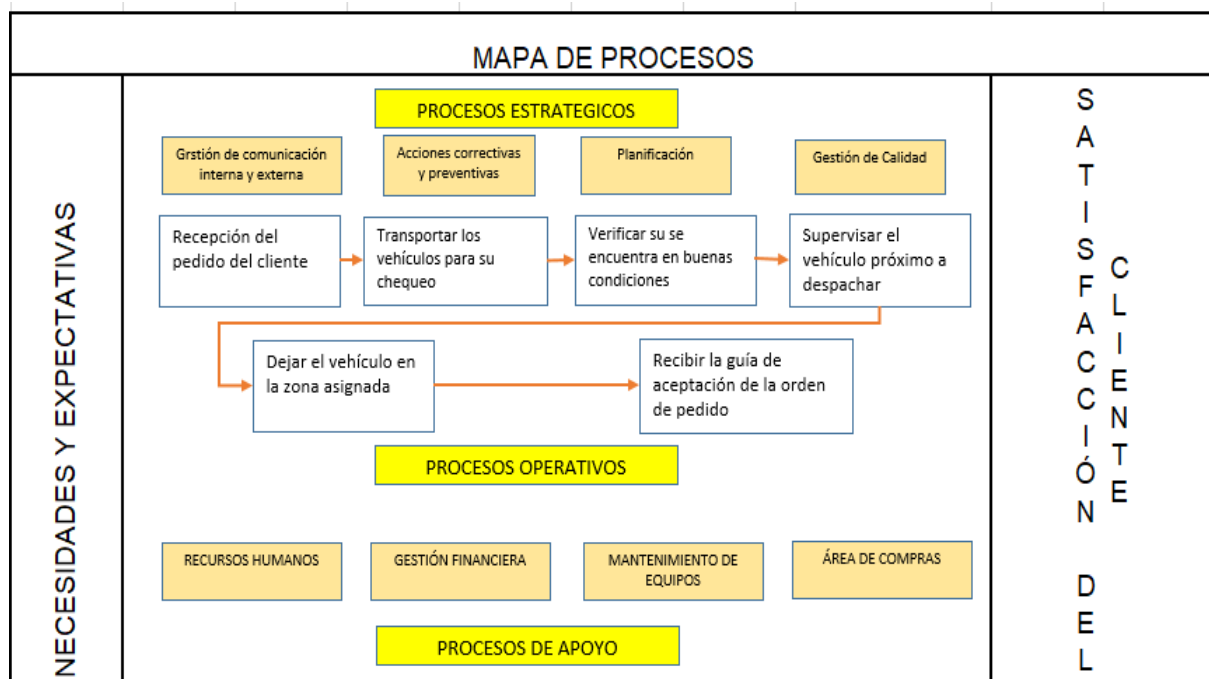 MAPA DE PROCESOS
NECESIDADES Y EXPECTATIVAS
PROCESOS ESTRATEGICOS
Grstión de comunicación
interna y externa
Acciones correctivas
y preventivas
Planificación
Gestión de Calidad
Recepción del
pedido del cliente
Transportar los
vehículos para su
chequeo
Verificar su se
encuentra en buenas
condiciones
Supervisar el
vehículo próximo a
despachar
Dejar el vehículo en
la zona asignada
Recibir la guía de
aceptación de la orden
de pedido
PROCESOS OPERATIVOS
RECURSOS HUMANOS
GESTIÓN FINANCIERA
MANTENIMIENTO DE
EQUIPOS
ÁREA DE COMPRAS
PROCESOS DE APOYO
SATISFACCIÓN DEL
CLIENTE